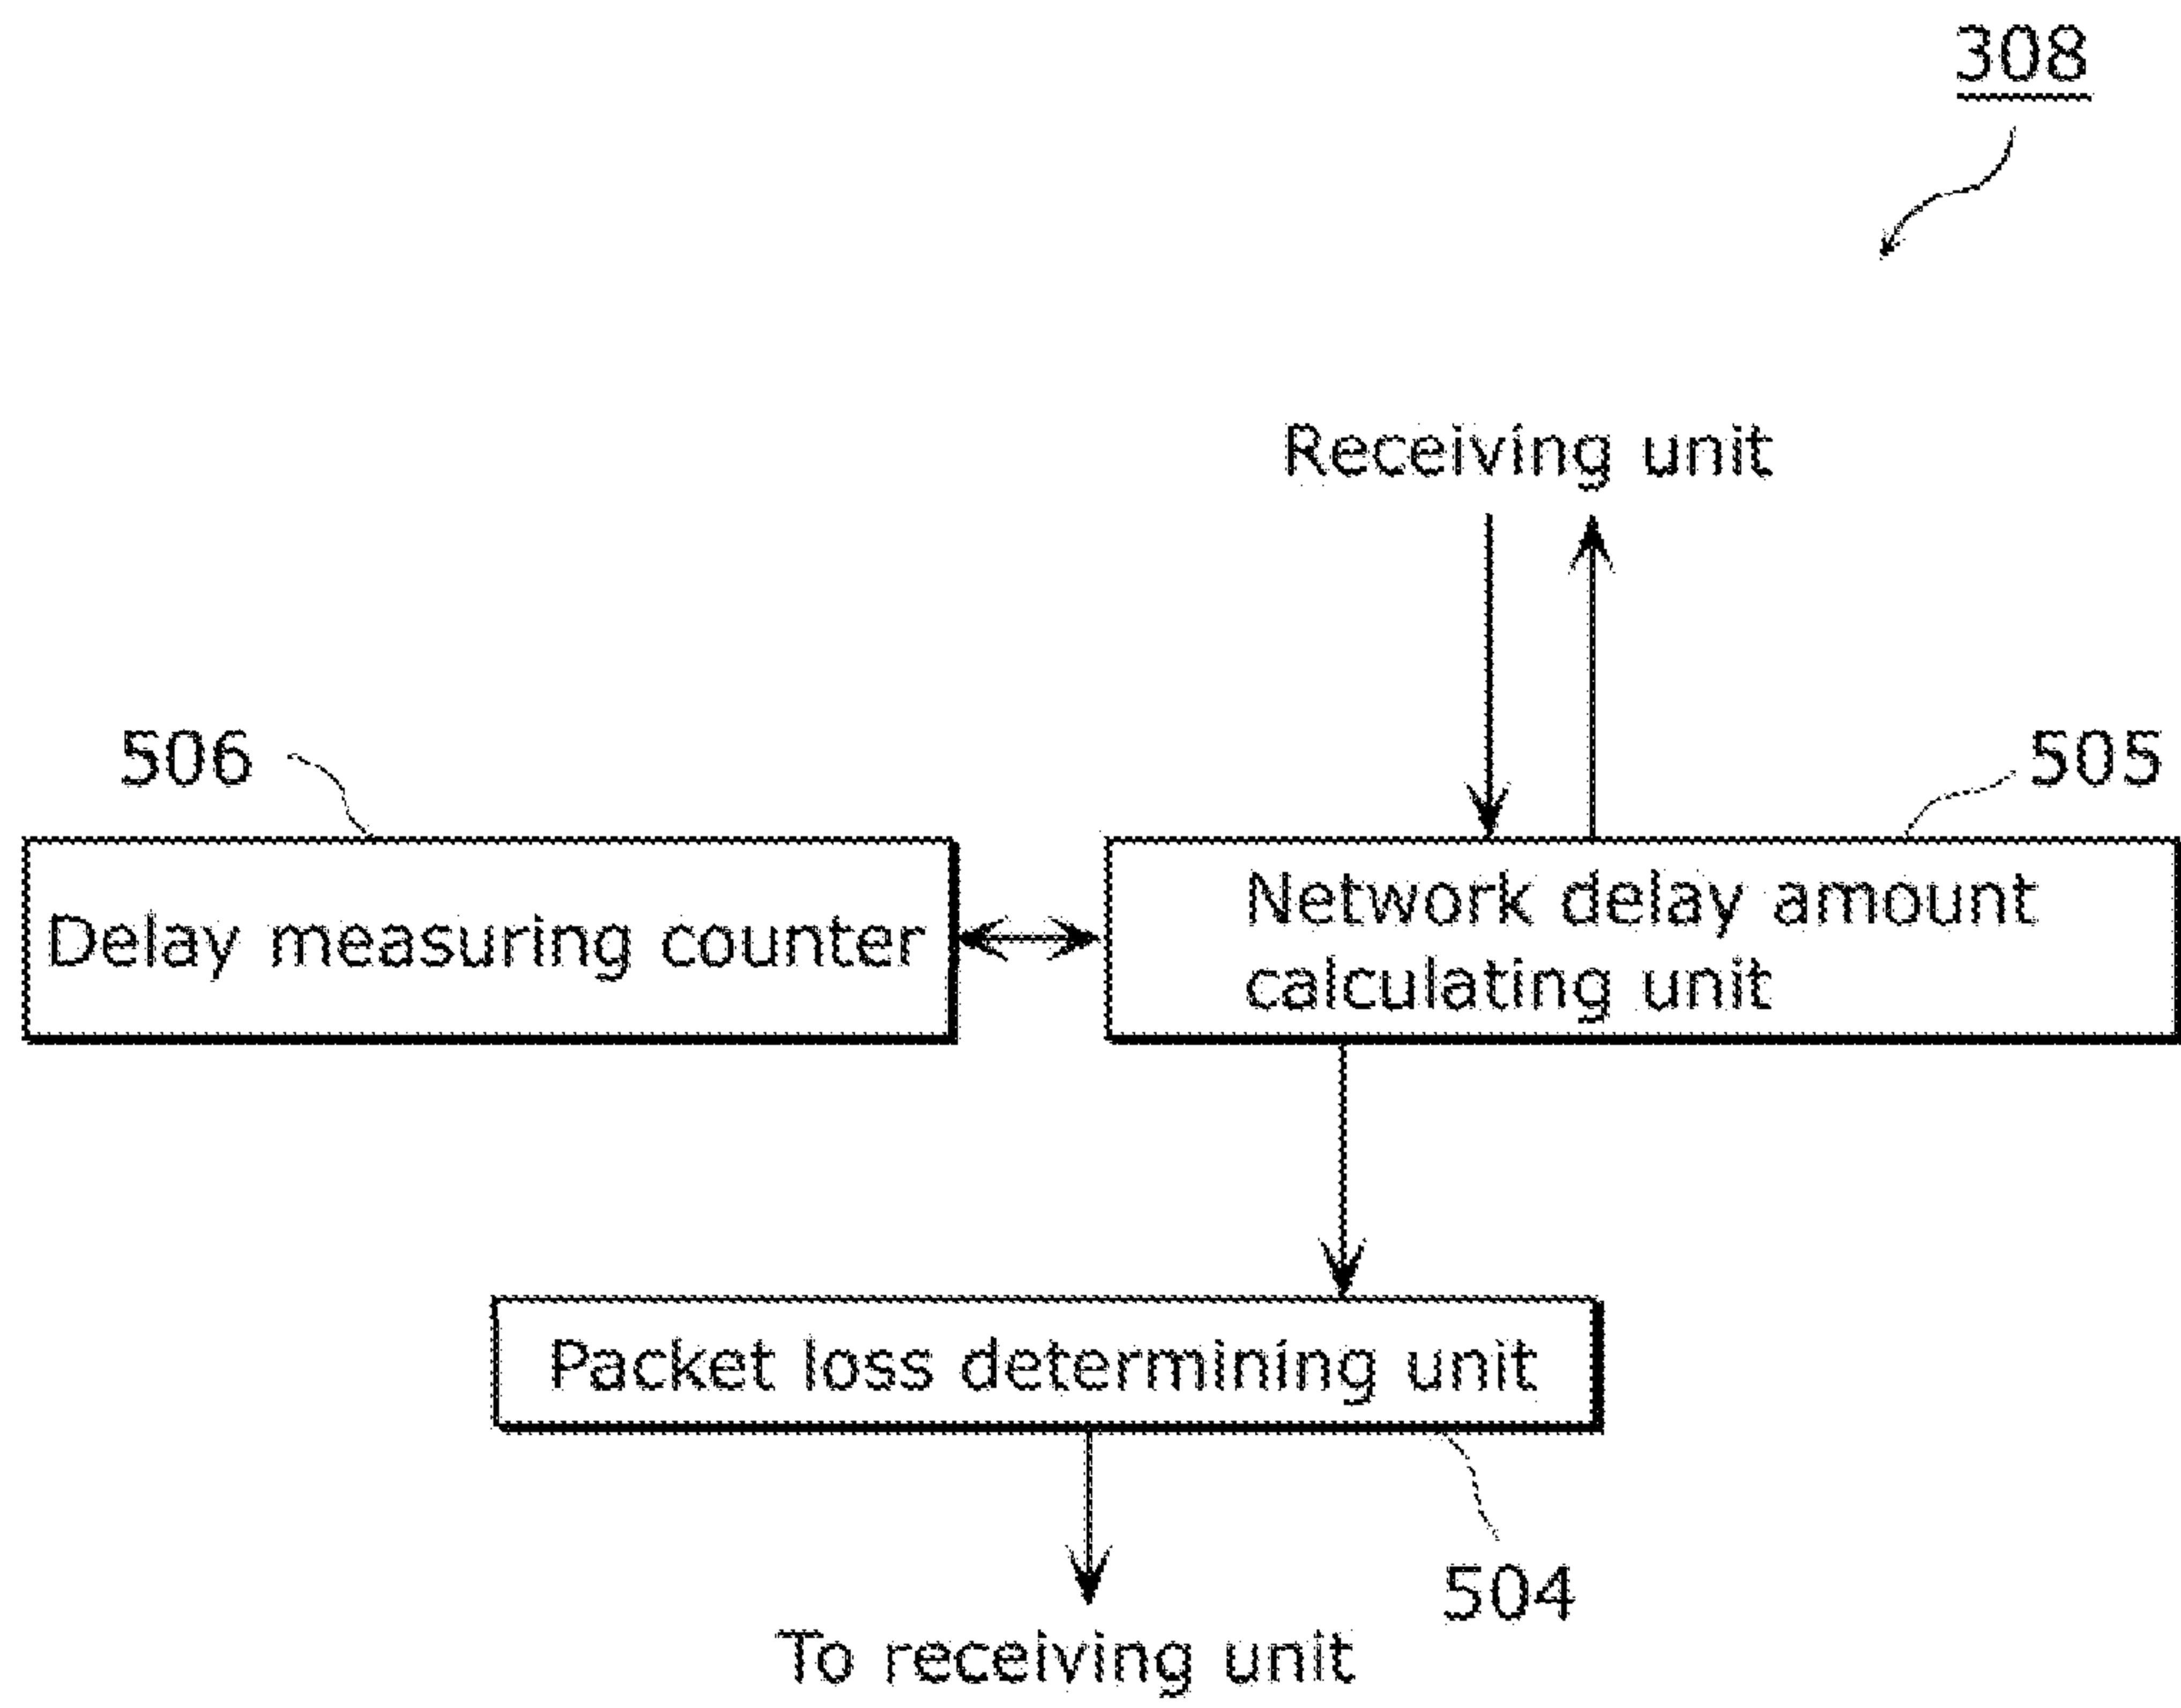 308
Receiving unit
506
505
Delay measuring counter
Network delay amount
calculating unit
Packet loss determining unit
504
To receiving unit